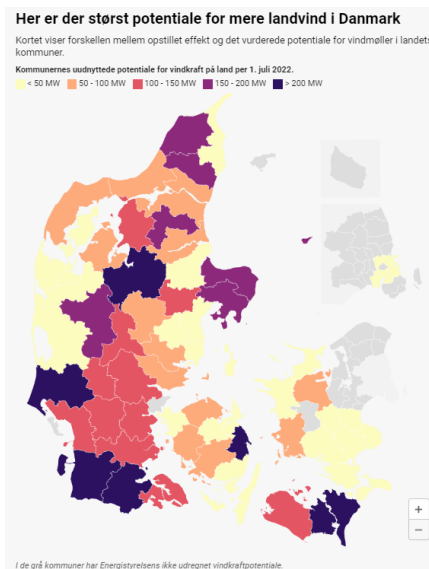 Her er der størst potentiale for mere landvind i Danmark
Kortet viser forskellen mellem opstillet effekt og det vurderede potentiale for vindmøller i landets
kommuner.
Kommunernes uudnyttede potentiale for vindkraft på land per 1. juli 2022.
< 50 MW 50 - 100 MW 100 - 150 MW 150 - 200 MW > 200 MW
+
−
I de grå kommuner har Energistyrelsens ikke udregnet vindkraftpotentiale.